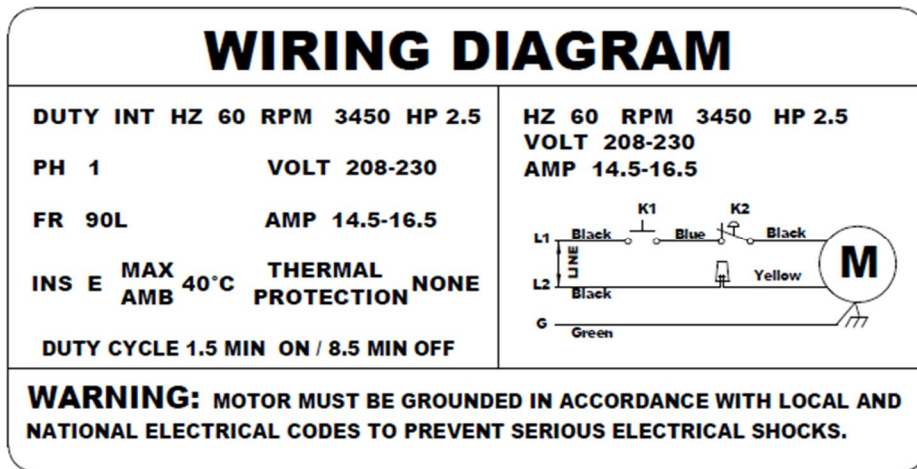 WIRING DIAGRAM
DUTY INT HZ 60 RPM 3450 HP 2.5
PH 1 VOLT 208-230
FR 90L AMP 14.5-16.5
INS E MAX AMB 40°C THERMAL PROTECTION NONE
DUTY CYCLE 1.5 MIN ON / 8.5 MIN OFF
HZ 60 RPM 3450 HP 2.5
VOLT 208-230
AMP 14.5-16.5
K1 K2
L1 Black Blue Black
LINE
M
L2 Black Yellow
G Green
WARNING: MOTOR MUST BE GROUNDED IN ACCORDANCE WITH LOCAL AND
NATIONAL ELECTRICAL CODES TO PREVENT SERIOUS ELECTRICAL SHOCKS.